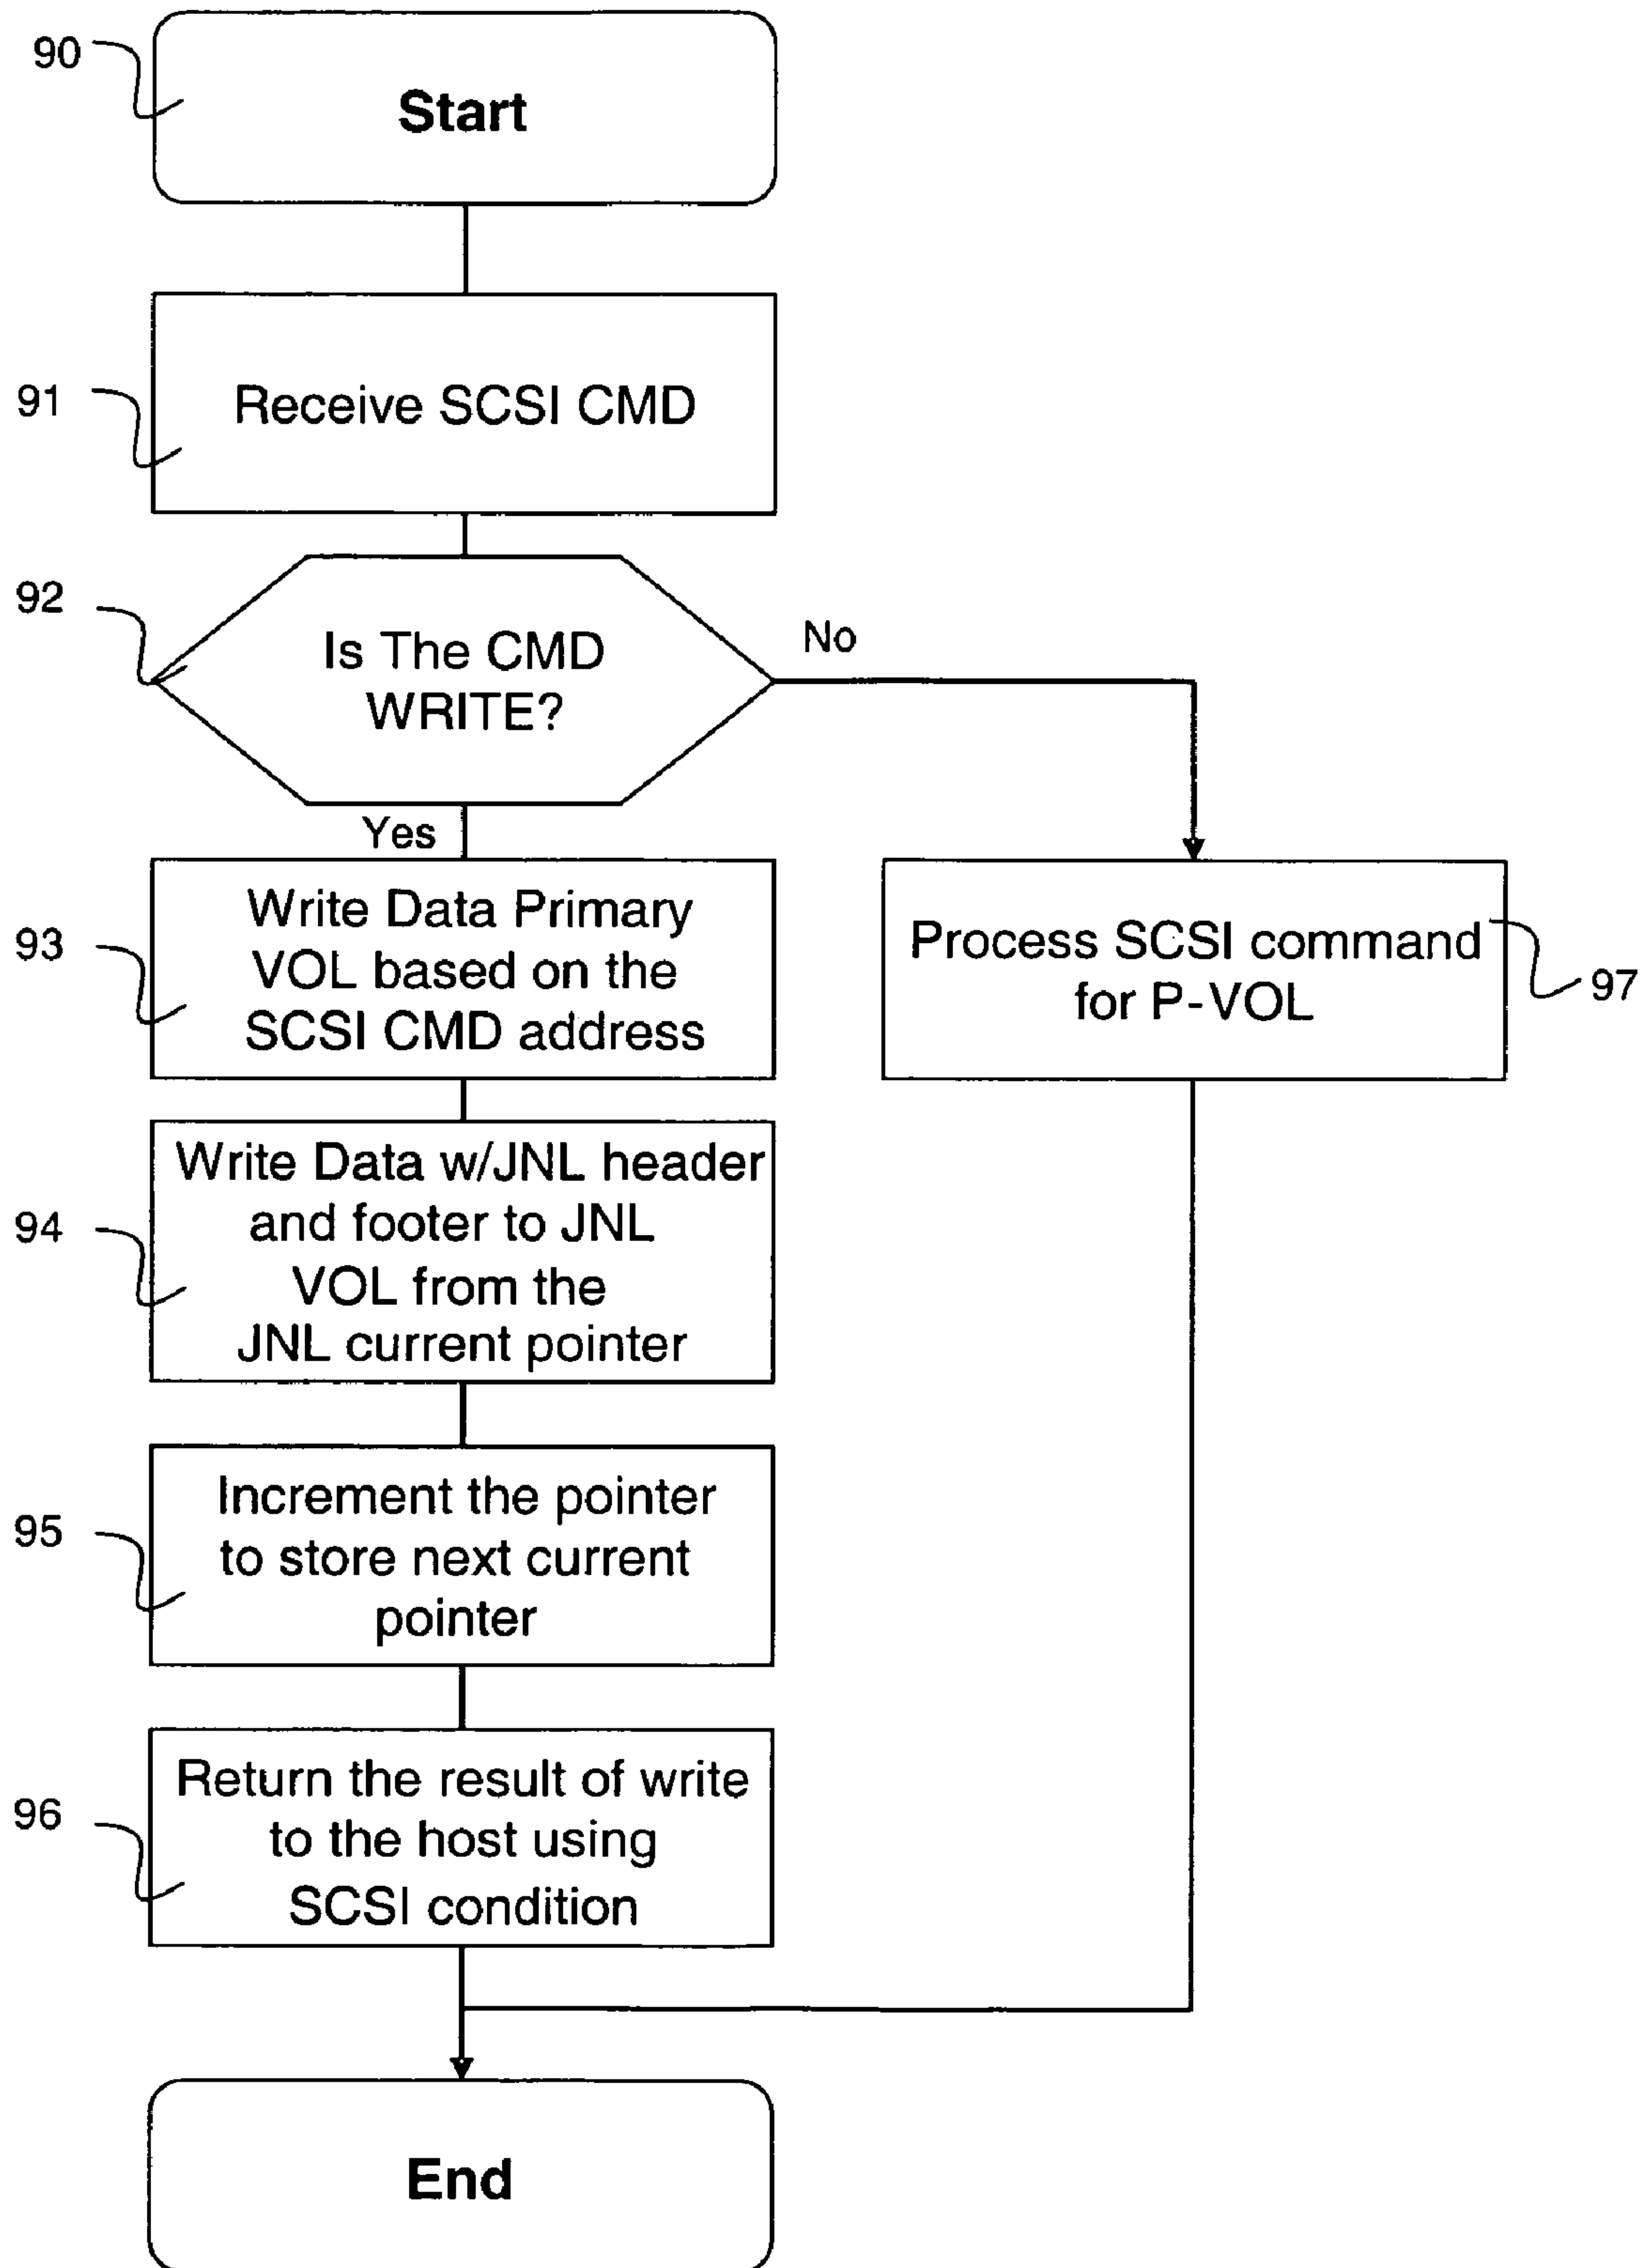 90
Start
91
Receive SCSI CMD
92
Is The CMD
WRITE?
No
Yes
93
Write Data Primary
VOL based on the
SCSI CMD address
Process SCSI command
for P-VOL
97
94
Write Data w/JNL header
and footer to JNL
VOL from the
JNL current pointer
95
Increment the pointer
to store next current
pointer
96
Return the result of write
to the host using
SCSI condition
End